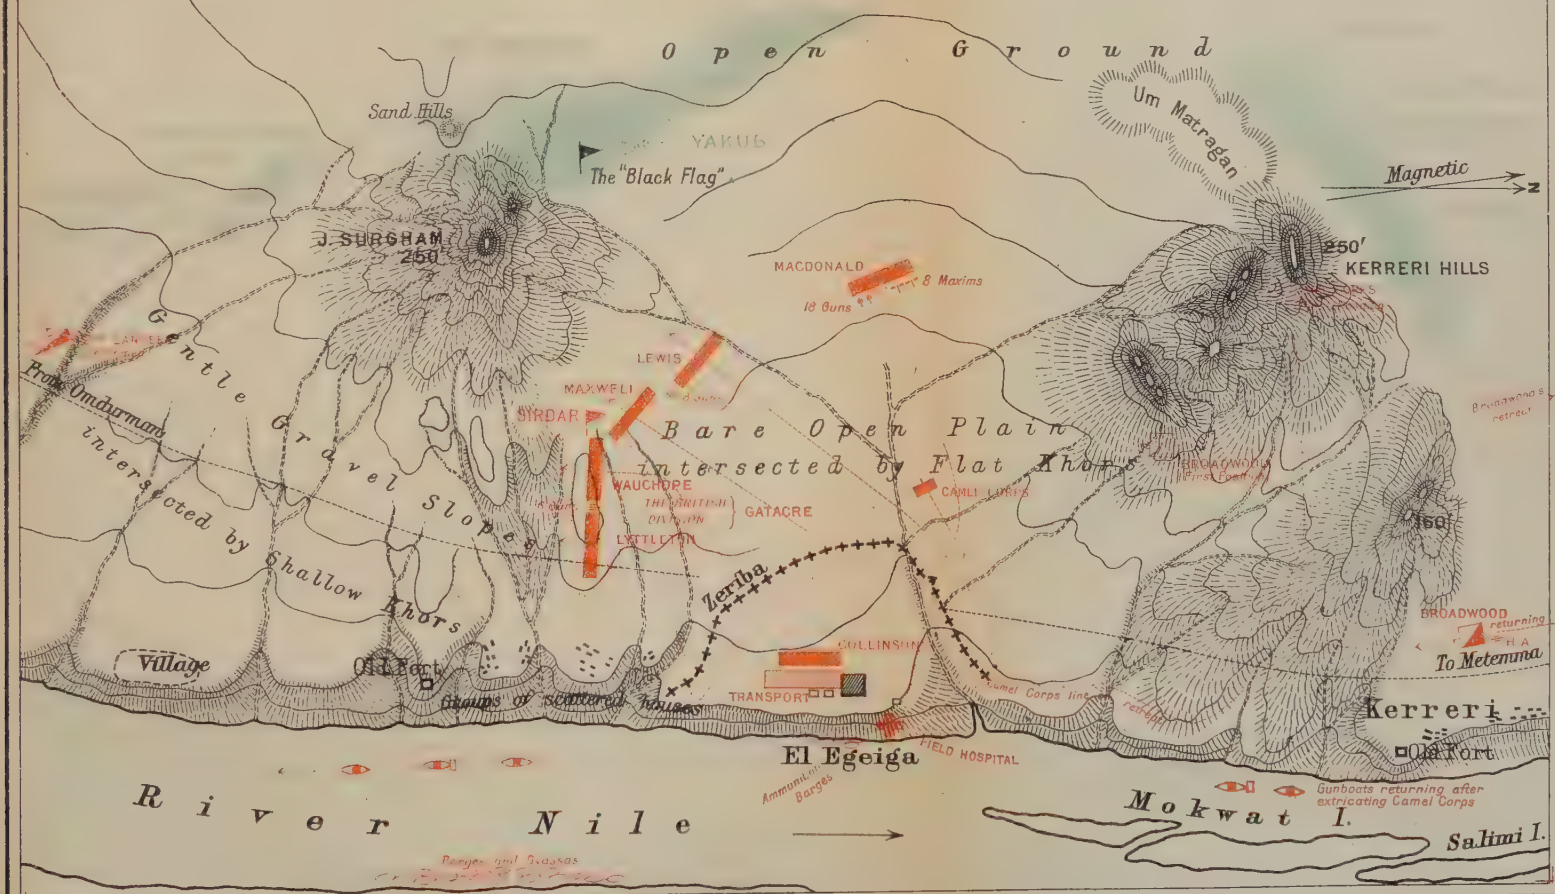 Open Ground
Um Matragan
Sand Hills
YAKUB
The "Black Flag"
Magnetic
N
J. SURGHAM
250'
MACDONALD
8 Maxims
18 Guns
250'
KERRERI HILLS
LEWIS
MAXWELL
SIRDAR
From Omdurman
Gentle Gravel Slopes
intersected by Shallow Khors
Bare Open Plain
intersected by Flat Khors
Broadwood's
retreat
BROADWOOD
First Position
WAUCHOPE
THE BRITISH
DIVISION
GATACRE
LYTTLETON
CAMEL CORPS
160'
Zeriba
BROADWOOD
returning
H.A.
To Metemma
COLLINSON
TRANSPORT
Village
Old Fort
Groups of scattered houses
Camel Corps line
retreat
Kerreri
Old Fort
El Egeiga
FIELD HOSPITAL
Ammunition
Barges
River Nile
Gunboats returning after
extricating Camel Corps
Mokwat I.
Salimi I.
Barges and Giassas